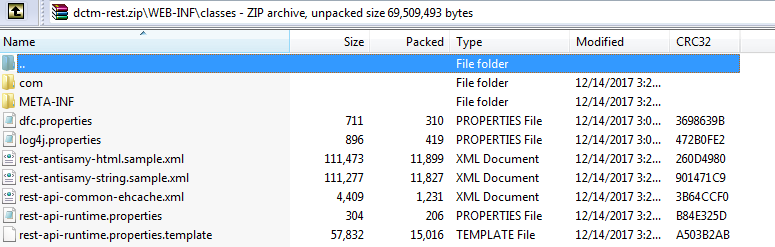 dctm-rest.zip\WEB-INF\classes - ZIP archive, unpacked size 69,509,493 bytes
Name Size Packed Type Modified CRC32
.. File folder
com File folder 12/14/2017 3:2...
META-INF File folder 12/14/2017 3:2...
dfc.properties 711 310 PROPERTIES File 12/14/2017 3:0... 3698639B
log4j.properties 896 419 PROPERTIES File 12/14/2017 3:0... 472B0FE2
rest-antisamy-html.sample.xml 111,473 11,899 XML Document 12/14/2017 3:2... 260D4980
rest-antisamy-string.sample.xml 111,277 11,827 XML Document 12/14/2017 3:2... 901471C9
rest-api-common-ehcache.xml 4,409 1,231 XML Document 12/14/2017 3:2... 3B64CCF0
rest-api-runtime.properties 304 206 PROPERTIES File 12/14/2017 3:2... B84E325D
rest-api-runtime.properties.template 57,832 15,016 TEMPLATE File 12/14/2017 3:2... A503B2AB